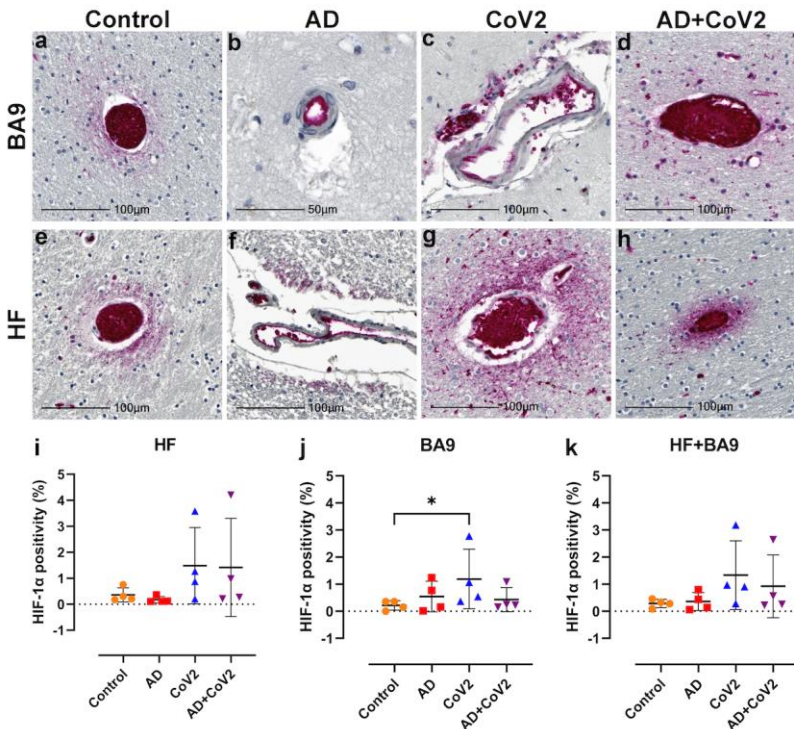 Control AD CoV2 AD+CoV2
BA9
a b c d
100μm 50μm 100μm 100μm
HF
e f g h
100μm 100μm 100μm 100μm
i HF
HIF-1α positivity (%)
5
4
3
2
1
0
-1
Control AD CoV2 AD+CoV2
j BA9
HIF-1α positivity (%)
5
4
3
2
1
0
-1
*
Control AD CoV2 AD+CoV2
k HF+BA9
HIF-1α positivity (%)
5
4
3
2
1
0
-1
Control AD CoV2 AD+CoV2